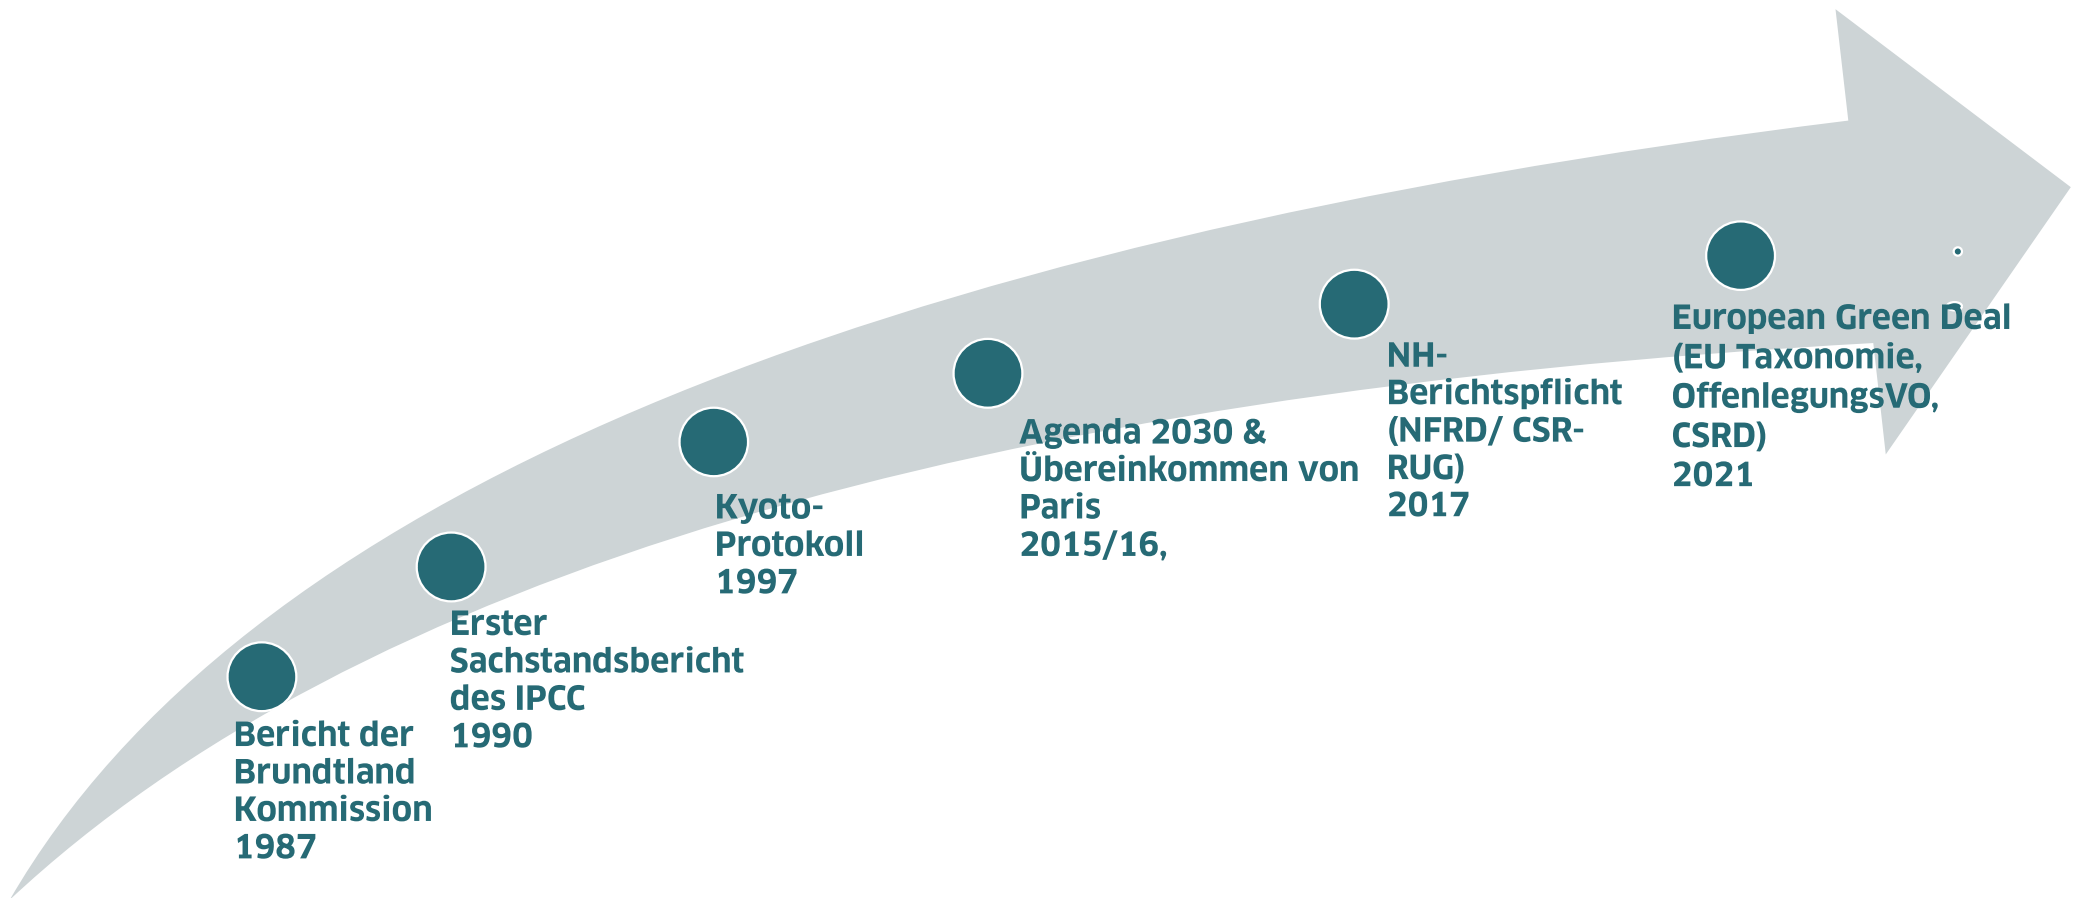 Bericht der
Brundtland
Kommission
1987
Erster
Sachstandsbericht
des IPCC
1990
Kyoto-
Protokoll
1997
Agenda 2030 &
Übereinkommen von
Paris
2015/16,
NH-
Berichtspflicht
(NFRD/ CSR-
RUG)
2017
European Green Deal
(EU Taxonomie,
OffenlegungsVO,
CSRD)
2021